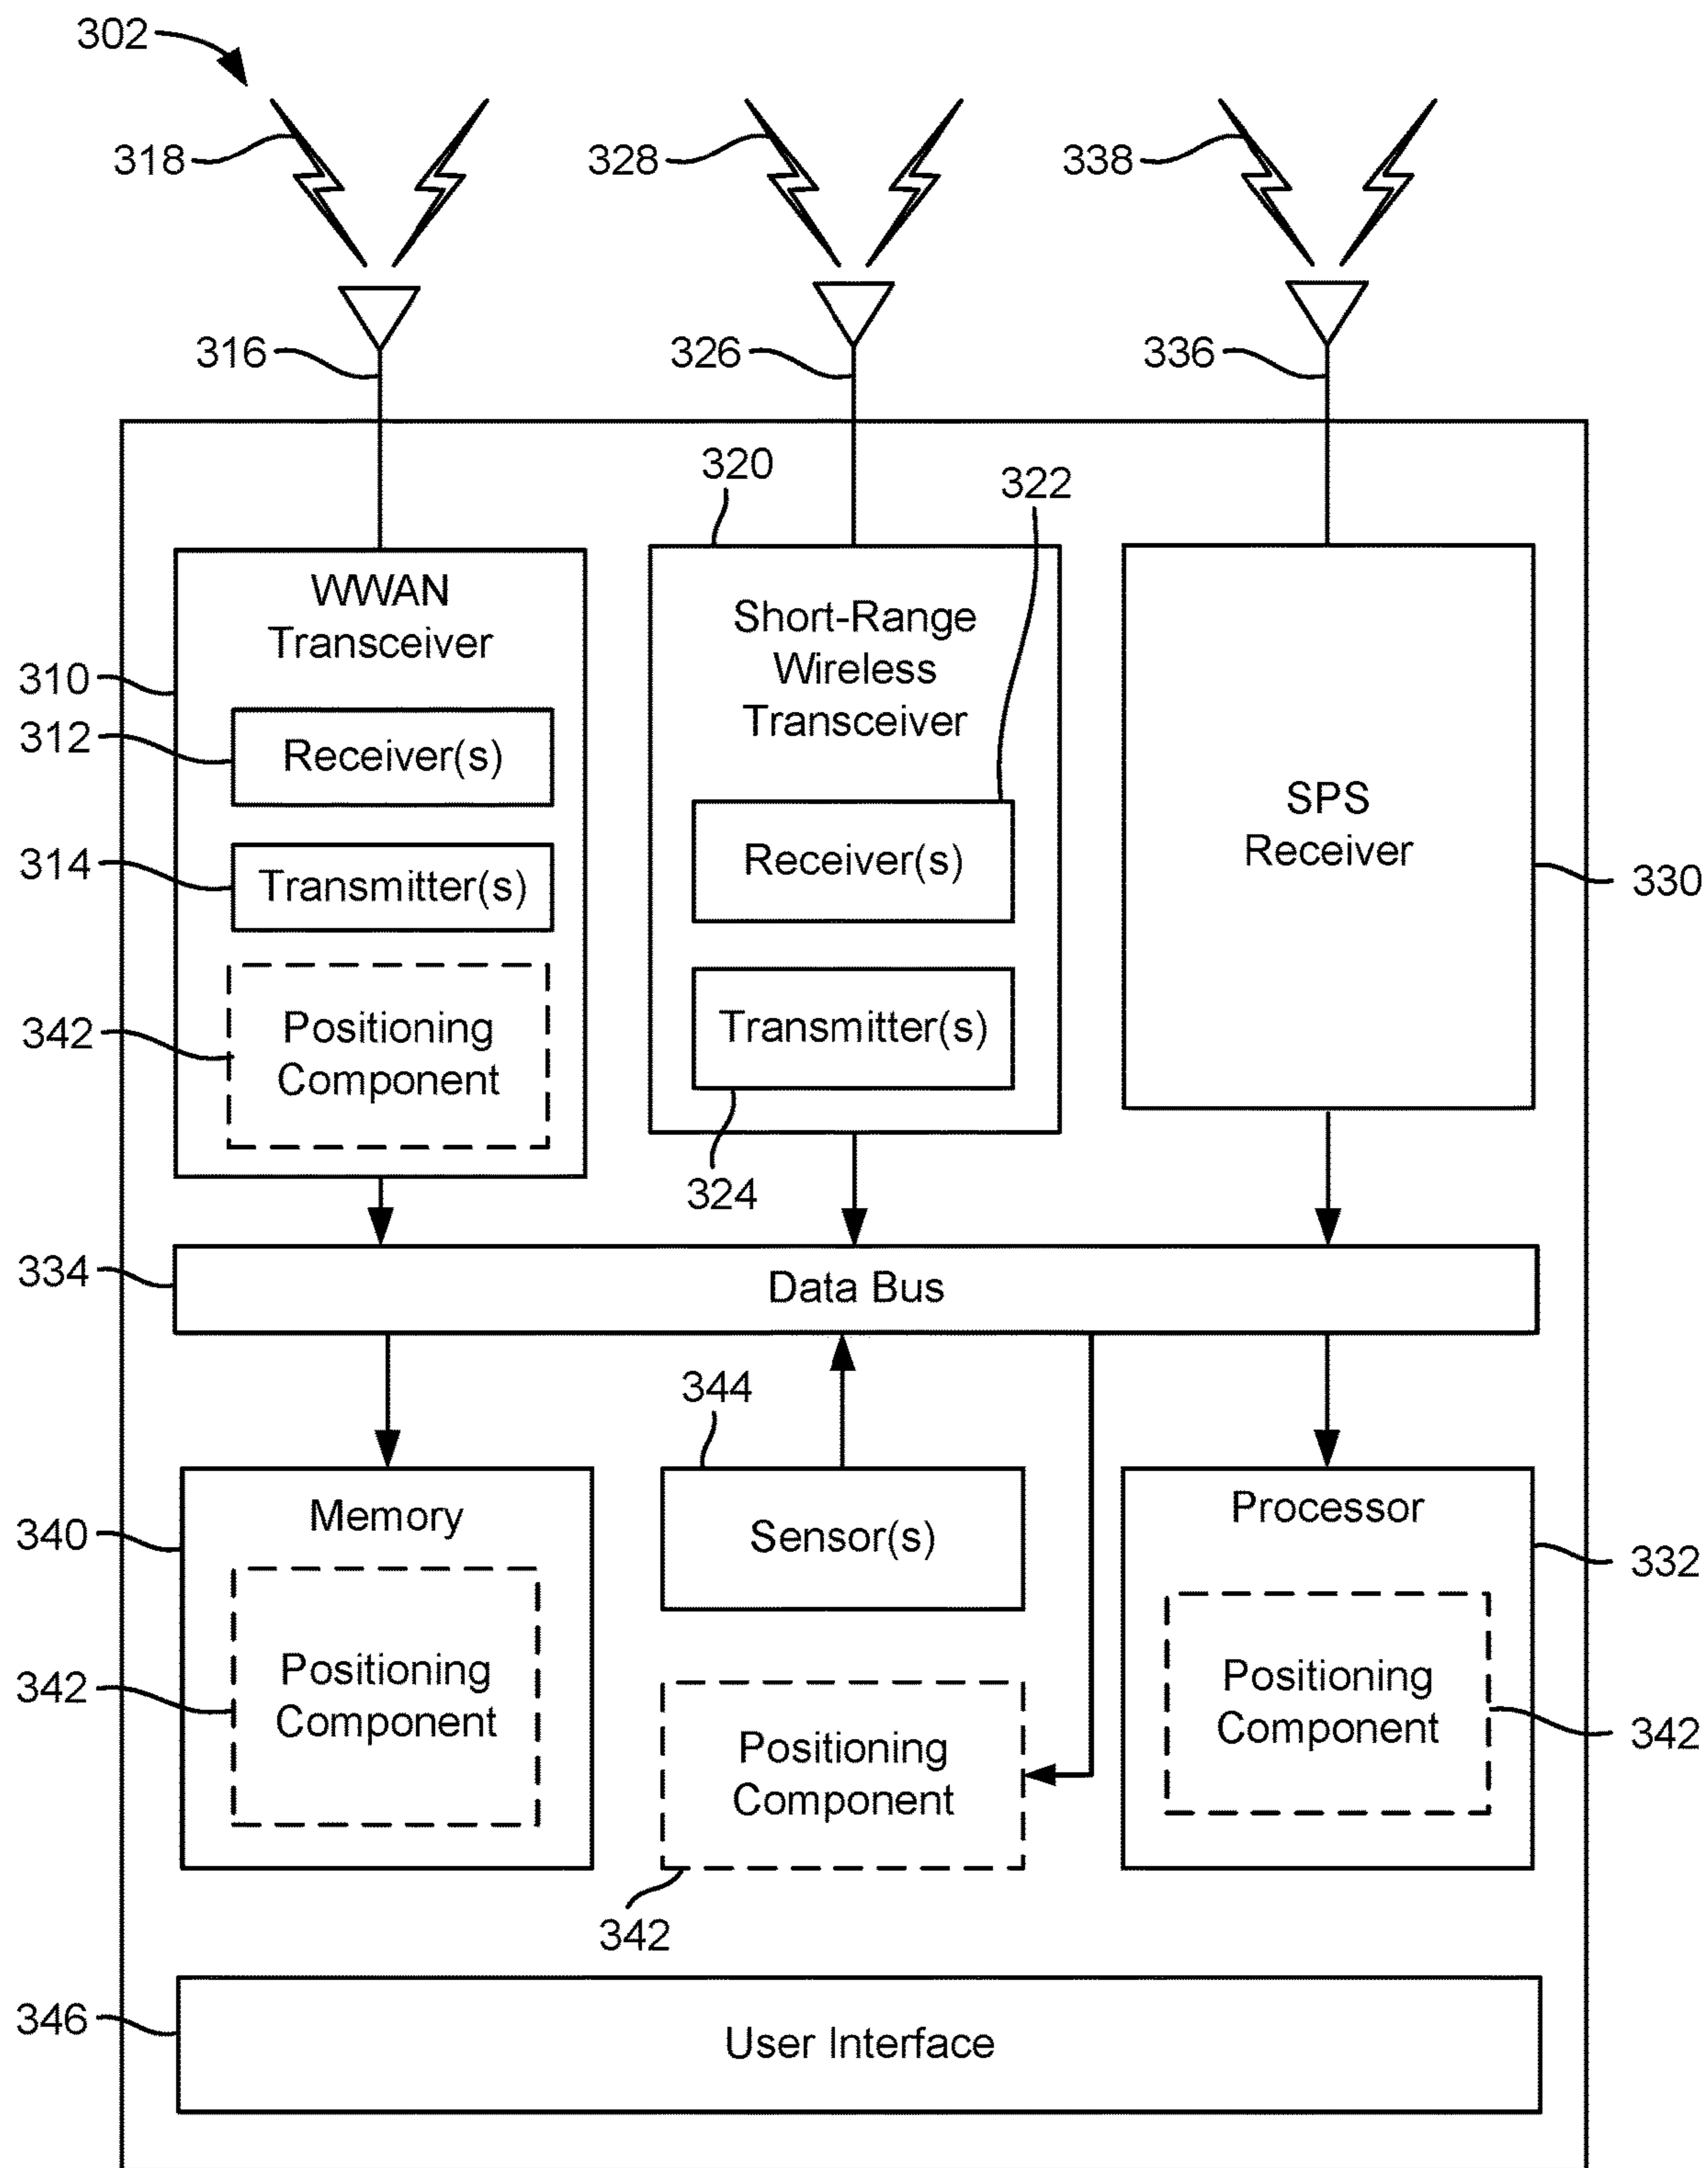 302
318
328
338
316
326
336
320
322
WWAN
Transceiver
Short-Range
Wireless
Transceiver
310
312
Receiver(s)
SPS
Receiver
314
Transmitter(s)
Receiver(s)
330
342
Positioning
Component
Transmitter(s)
324
334
Data Bus
344
340
Memory
Sensor(s)
Processor
332
342
Positioning
Component
Positioning
Component
342
Positioning
Component
342
346
User Interface